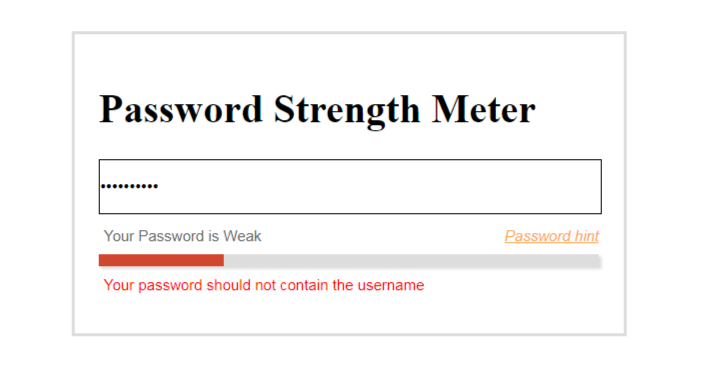 Password Strength Meter
••••••••••
Your Password is Weak
Password hint
Your password should not contain the username